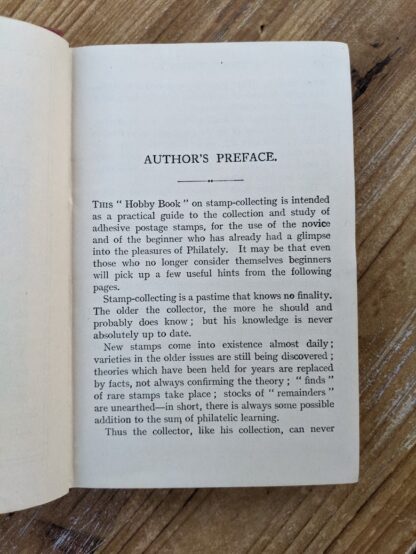 AUTHOR'S PREFACE.
THIS " Hobby Book " on stamp-collecting is intended
as a practical guide to the collection and study of
adhesive postage stamps, for the use of the novice
and of the beginner who has already had a glimpse
into the pleasures of Philately. It may be that even
those who no longer consider themselves beginners
will pick up a few useful hints from the following
pages.
Stamp-collecting is a pastime that knows no finality.
The older the collector, the more he should and
probably does know ; but his knowledge is never
absolutely up to date.
New stamps come into existence almost daily ;
varieties in the older issues are still being discovered ;
theories which have been held for years are replaced
by facts, not always confirming the theory ; " finds "
of rare stamps take place ; stocks of " remainders "
are unearthed—in short, there is always some possible
addition to the sum of philatelic learning.
Thus the collector, like his collection, can never